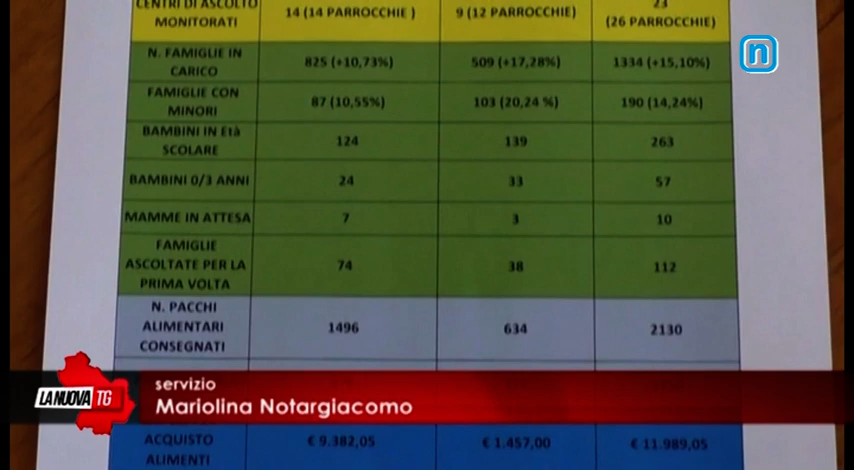 CENTRI DI ASCOLTO
MONITORATI
14 (14 PARROCCHIE )
9 (12 PARROCCHIE)
23
(26 PARROCCHIE)
n
N. FAMIGLIE IN
CARICO
825 (+10,73%)
509 (+17,28%)
1334 (+15,10%)
FAMIGLIE CON
MINORI
87 (10,55%)
103 (20,24 %)
190 (14,24%)
BAMBINI IN Età
SCOLARE
124
139
263
BAMBINI 0/3 ANNI
24
33
57
MAMME IN ATTESA
7
3
10
FAMIGLIE
ASCOLTATE PER LA
PRIMA VOLTA
74
38
112
N. PACCHI
ALIMENTARI
CONSEGNATI
1496
634
2130
LA NUOVA TG
servizio
Mariolina Notargiacomo
ACQUISTO
ALIMENTI
€ 9.382,05
€ 1.457,00
€ 11.989,05